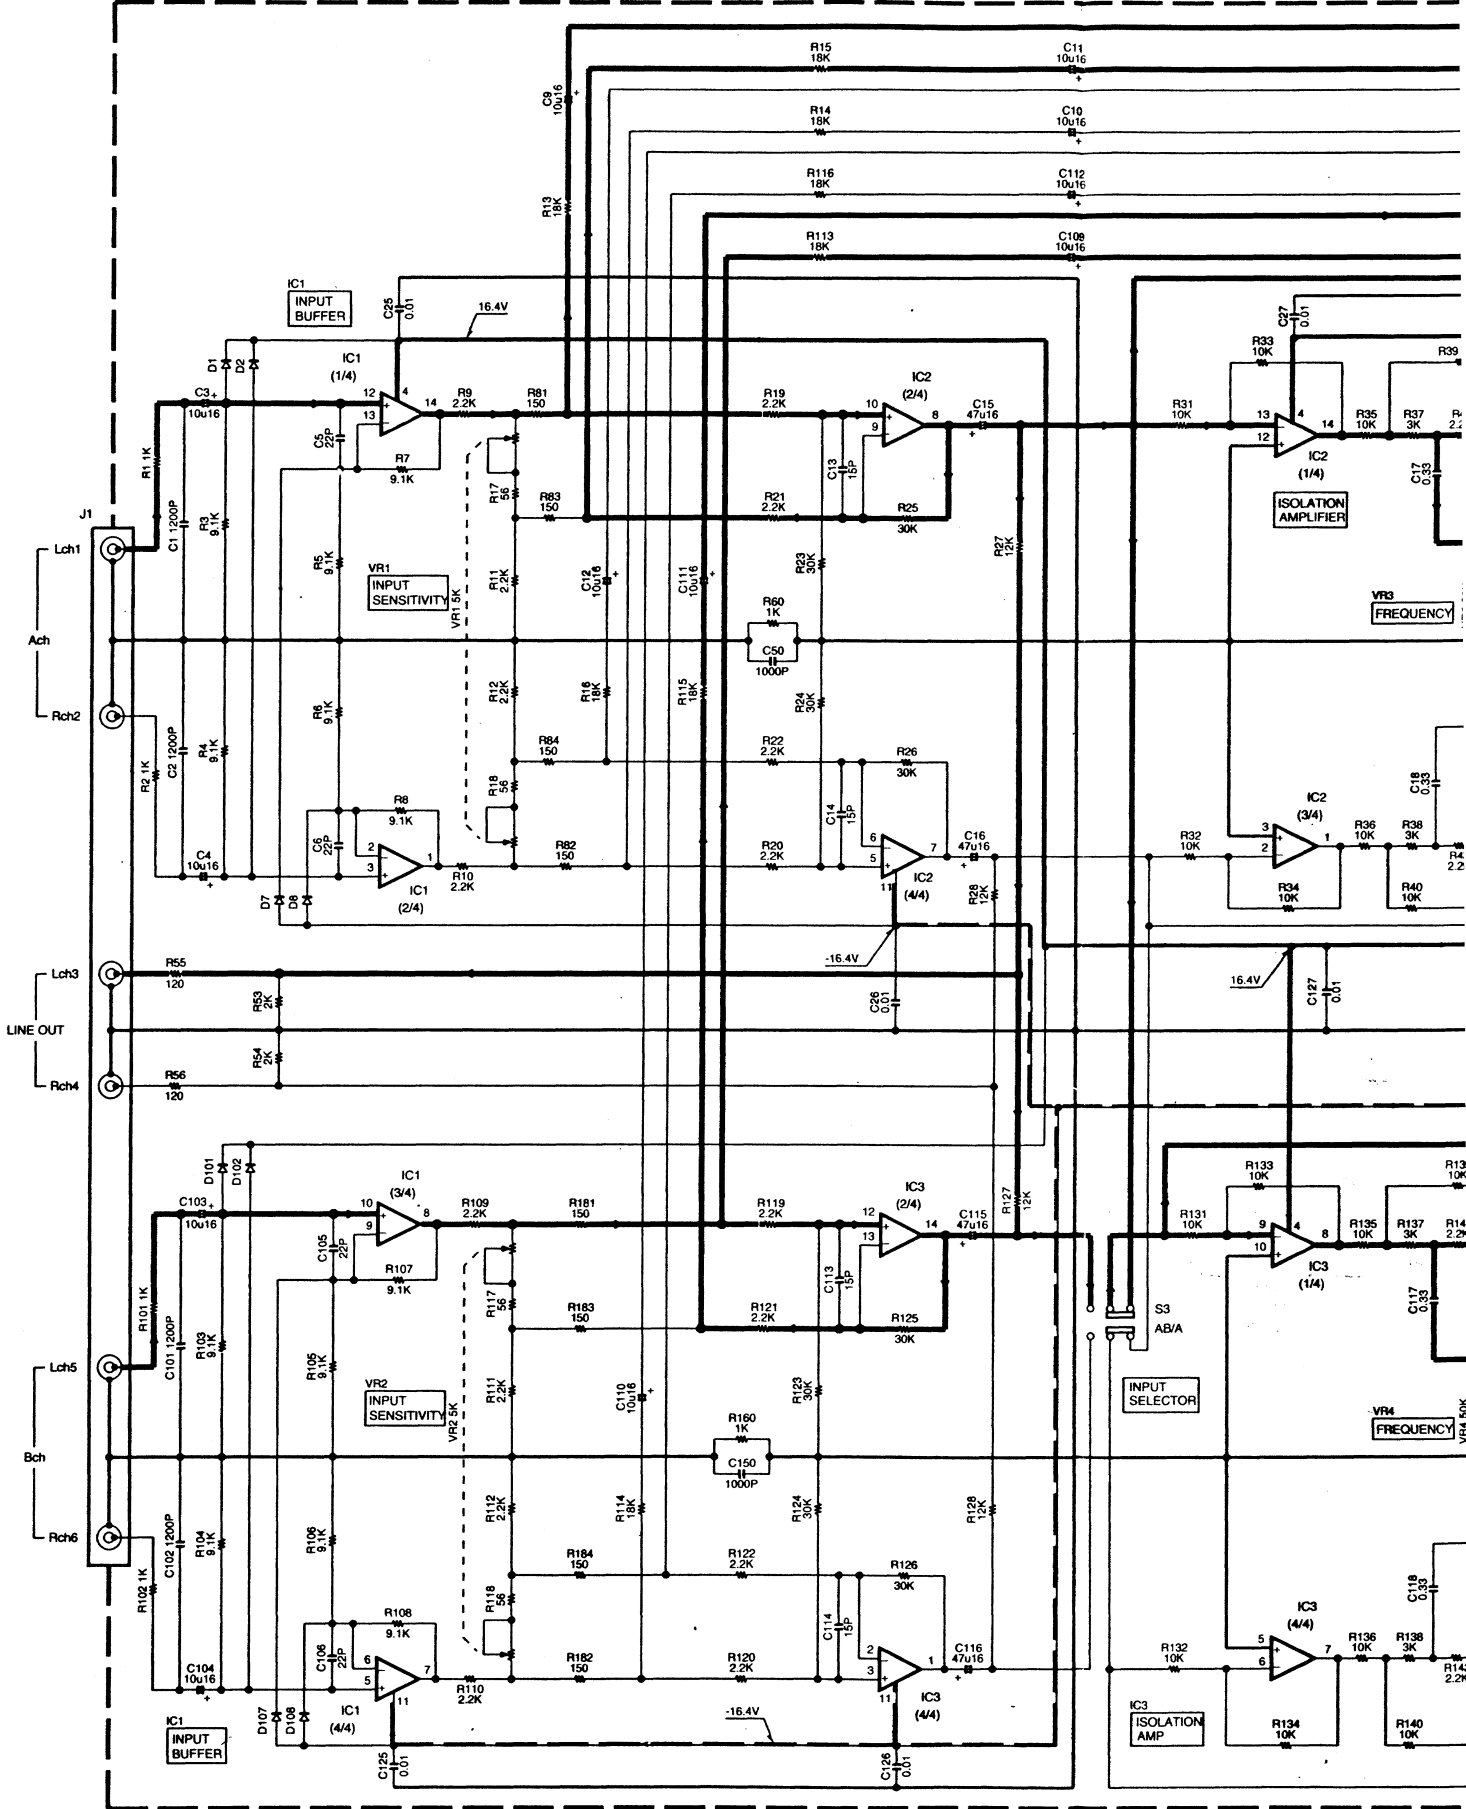 R15
18K
C11
10u16
C9
10u16
R14
18K
C10
10u16
R116
18K
C112
10u16
R13
18K
R113
18K
C109
10u16
IC1
INPUT
BUFFER
C25
0.01
16.4V
C27
0.01
R33
10K
R39
D1
D2
IC1
(1/4)
C3
10u16
12
13
4
14
R9
2.2K
R81
150
R19
2.2K
IC2
(2/4)
10
9
8
C15
47u16
R31
10K
13
12
4
14
R35
10K
R37
3K
IC2
(1/4)
C17
0.33
ISOLATION
AMPLIFIER
R1 1K
C5
22P
R7
9.1K
R17
56
R83
150
R21
2.2K
C13
15P
R25
30K
R27
12K
J1
Lch1
C1 1200P
R3
9.1K
R5
9.1K
VR1
INPUT
SENSITIVITY
VR1 5K
R11
2.2K
C12
10u16
C111
10u16
R23
30K
R60
1K
C50
1000P
VR3
FREQUENCY
Ach
Rch2
R2 1K
C2 1200P
R4
9.1K
R6
9.1K
R12
2.2K
R16
18K
R115
18K
R24
30K
R84
150
R22
2.2K
R26
30K
R18
56
R8
9.1K
C6
22P
C4
10u16
2
3
1
IC1
(2/4)
R10
2.2K
R82
150
R20
2.2K
C14
15P
6
5
7
11
IC2
(4/4)
C16
47u16
R28
12K
R32
10K
IC2
(3/4)
3
2
1
R36
10K
R38
3K
C18
0.33
R34
10K
R40
10K
D7
D8
-16.4V
C26
0.01
16.4V
C127
0.01
Lch3
R55
120
R53
2K
LINE OUT
R54
2K
Rch4
R56
120
D101
D102
IC1
(3/4)
C103
10u16
10
9
8
R109
2.2K
R181
150
R119
2.2K
IC3
(2/4)
12
13
14
C115
47u16
R127
12K
R131
10K
R133
10K
9
10
4
8
IC3
(1/4)
R135
10K
R137
3K
C117
0.33
C105
22P
R107
9.1K
R117
56
R183
150
R121
2.2K
C113
15P
R125
30K
S3
AB/A
R101 1K
C101 1200P
R103
9.1K
R105
9.1K
Lch5
VR2
INPUT
SENSITIVITY
VR2 5K
R111
2.2K
C110
10u16
R123
30K
INPUT
SELECTOR
VR4
FREQUENCY
VR4 50K
R160
1K
C150
1000P
Bch
Rch6
R102 1K
C102 1200P
R104
9.1K
R106
9.1K
R112
2.2K
R114
18K
R124
30K
R128
12K
R184
150
R122
2.2K
R126
30K
R118
56
R108
9.1K
C106
22P
C104
10u16
6
5
7
11
IC1
(4/4)
R110
2.2K
R182
150
R120
2.2K
C114
15P
2
3
1
11
IC3
(4/4)
C116
47u16
R132
10K
IC3
(4/4)
5
6
7
R136
10K
R138
3K
C118
0.33
R134
10K
R140
10K
IC3
ISOLATION
AMP
IC1
INPUT
BUFFER
D107
D108
-16.4V
C125
0.01
C126
0.01